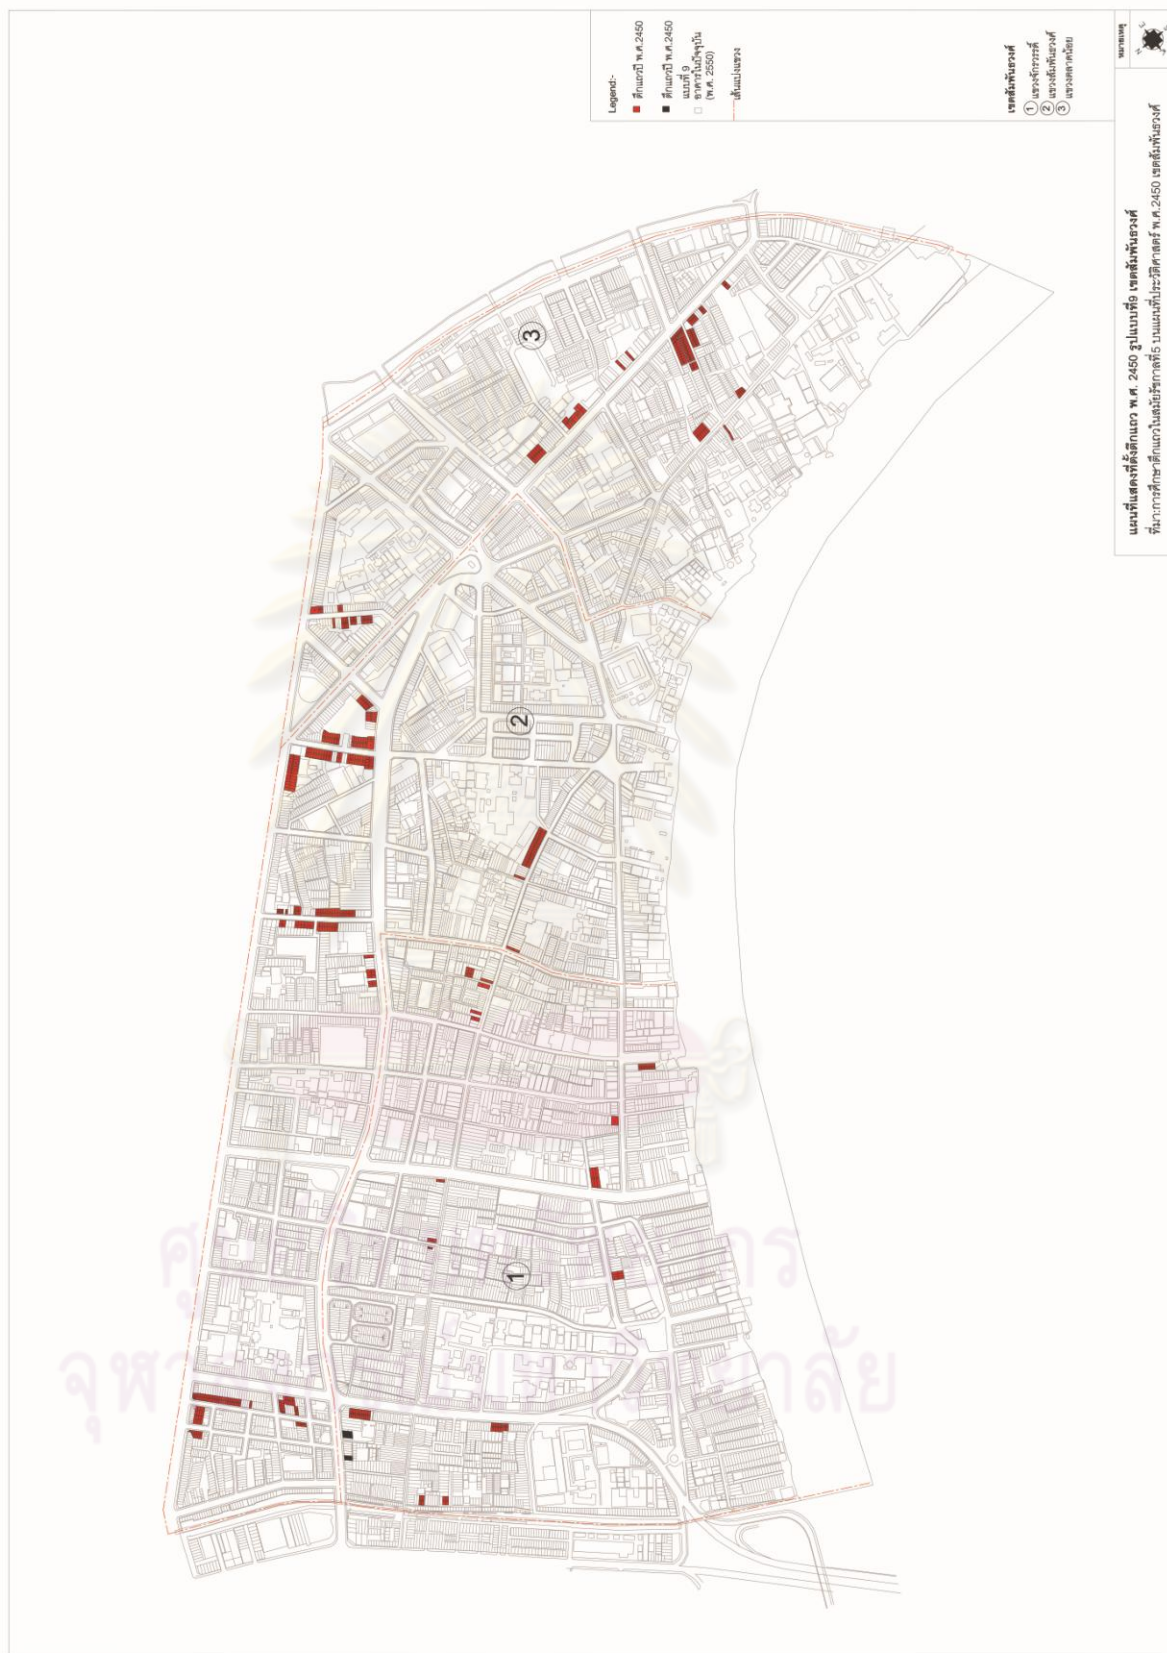 Legend:-
ตึกแถวปี พ.ศ.2450
ตึกแถวปี พ.ศ.2450
แบบที่ 9
อาคารในปัจจุบัน
(พ.ศ. 2550)
เส้นแบ่งแขวง
เขตสัมพันธวงศ์
1 แขวงจักรวรรดิ์
2 แขวงสัมพันธวงศ์
3 แขวงตลาดน้อย
หมายเหตุ
แผนที่แสดงที่ตั้งตึกแถว พ.ศ. 2450 รูปแบบที่9 เขตสัมพันธวงศ์
ที่มา:การศึกษาตึกแถวในสมัยรัชกาลที่5 บนแผนที่ประวัติศาสตร์ พ.ศ.2450 เขตสัมพันธวงศ์
3
2
1